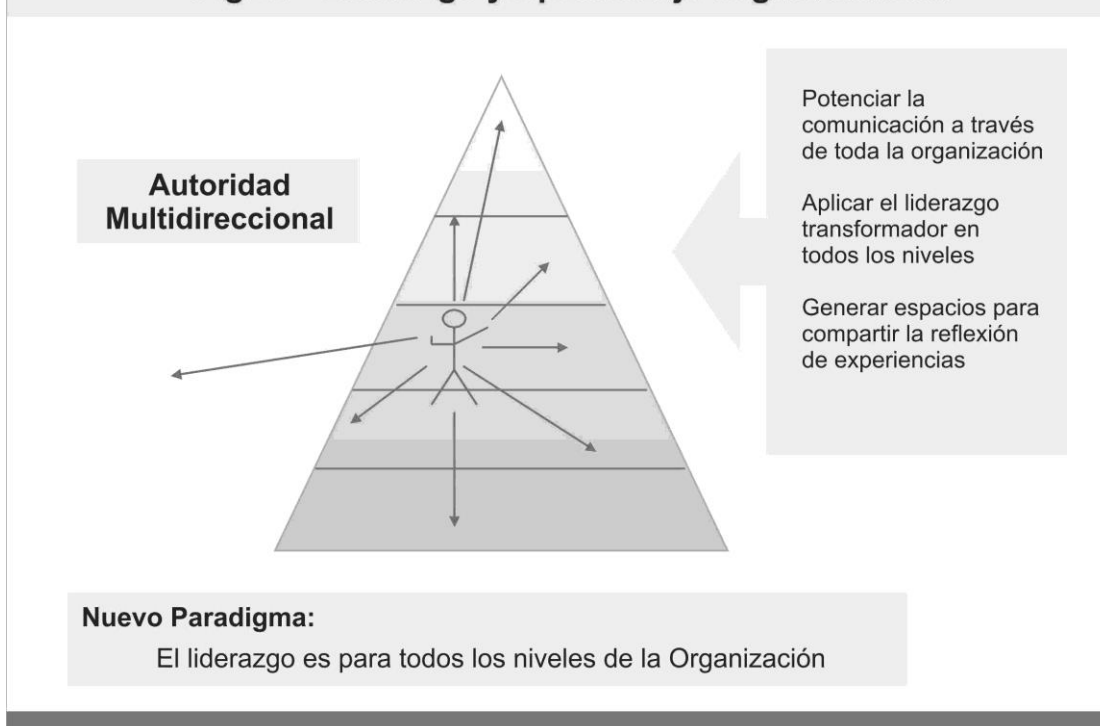 Autoridad
Multidireccional
Potenciar la
comunicación a través
de toda la organización
Aplicar el liderazgo
transformador en
todos los niveles
Generar espacios para
compartir la reflexión
de experiencias
Nuevo Paradigma:
El liderazgo es para todos los niveles de la Organización